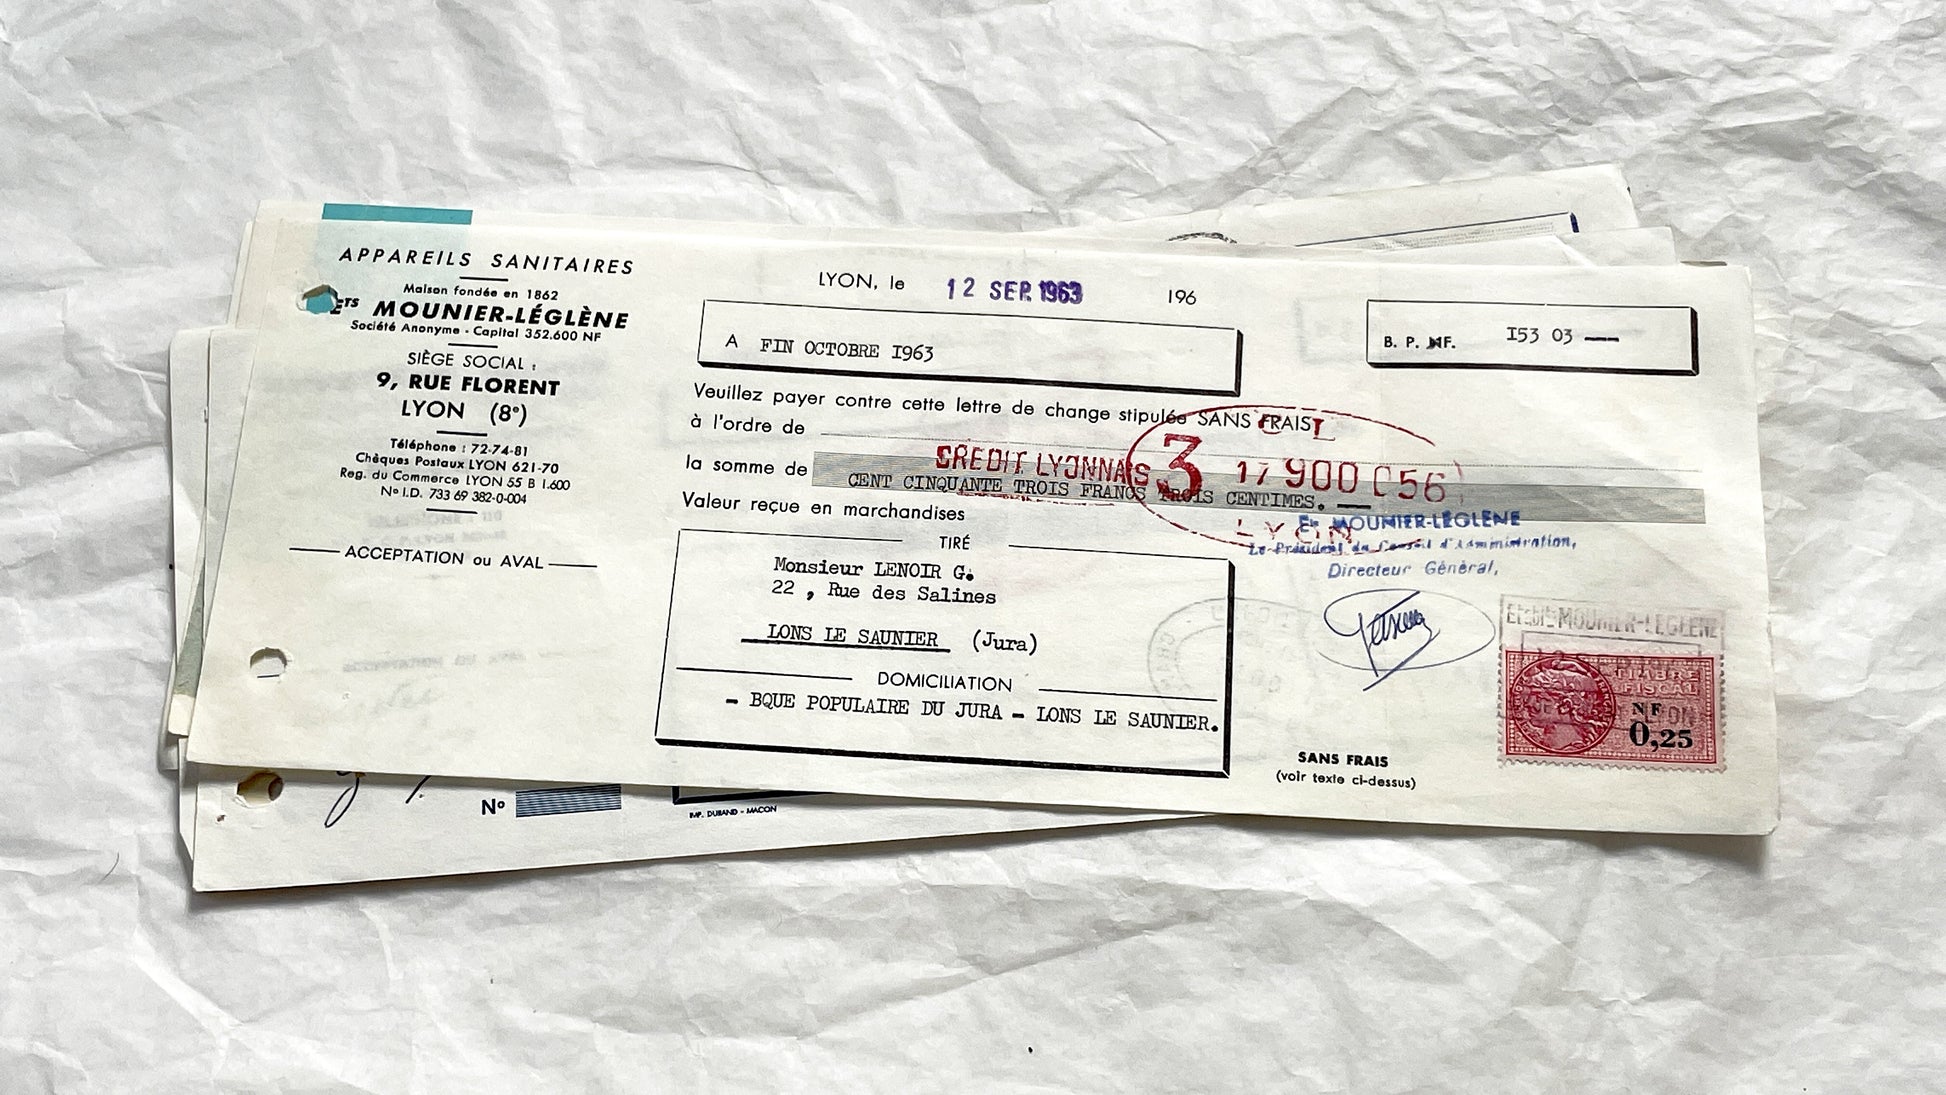 APPAREILS SANITAIRES
Maison fondée en 1862
Ets MOUNIER-LÉGLÈNE
Société Anonyme - Capital 352.600 NF
SIÈGE SOCIAL :
9, RUE FLORENT
LYON (8e)
Téléphone : 72-74-81
Chèques Postaux LYON 621-70
Reg. du Commerce LYON 55 B 1.600
N° I.D. 733 69 382-0-004
ACCEPTATION ou AVAL
LYON, le 12 SEP. 1963 196
A FIN OCTOBRE I963
B. P. NF. I53 03
Veuillez payer contre cette lettre de change stipulée SANS FRAIS
à l'ordre de
CREDIT LYONNAIS
3 17 900 056
LYON
la somme de CENT CINQUANTE TROIS FRANCS TROIS CENTIMES.
Valeur reçue en marchandises
Ets MOUNIER-LÉGLÈNE
Le Président du Conseil d'Administration,
Directeur Général,
TIRÉ
Monsieur LENOIR G.
22 , Rue des Salines
LONS LE SAUNIER (Jura)
DOMICILIATION
- BQUE POPULAIRE DU JURA - LONS LE SAUNIER.
SANS FRAIS
(voir texte ci-dessus)
MOUNIER-LEGLENE
TIMBRE
FISCAL
NF
0,25
N°
IMP. DURAND - MACON